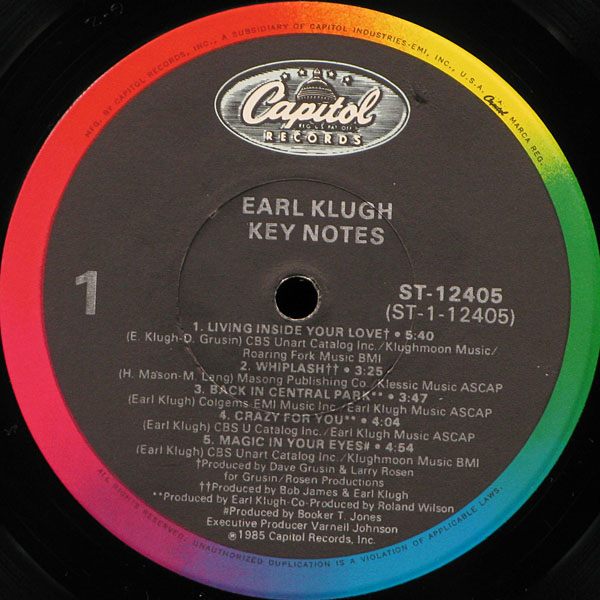 MFG. BY CAPITOL RECORDS, INC., A SUBSIDIARY OF CAPITOL INDUSTRIES-EMI, INC., U.S.A. Capitol MARCA REG.
Capitol
REG. U.S. PAT. OFF.
RECORDS
EARL KLUGH
KEY NOTES
1
ST-12405
(ST-1-12405)
1. LIVING INSIDE YOUR LOVE† • 5:40
(E. Klugh-D. Grusin) CBS Unart Catalog Inc./Klughmoon Music/
Roaring Fork Music BMI
2. WHIPLASH†† • 3:25
(H. Mason-M. Lang) Masong Publishing Co./Klessic Music ASCAP
3. BACK IN CENTRAL PARK** • 3:47
(Earl Klugh) Colgems-EMI Music Inc./Earl Klugh Music ASCAP
4. CRAZY FOR YOU** • 4:04
(Earl Klugh) CBS U Catalog Inc./Earl Klugh Music ASCAP
5. MAGIC IN YOUR EYES# • 4:54
(Earl Klugh) CBS Unart Catalog Inc./Klughmoon Music BMI
†Produced by Dave Grusin & Larry Rosen
for Grusin/Rosen Productions
††Produced by Bob James & Earl Klugh
**Produced by Earl Klugh-Co-Produced by Roland Wilson
#Produced by Booker T. Jones
Executive Producer Varneil Johnson
℗1985 Capitol Records, Inc.
ALL RIGHTS RESERVED. UNAUTHORIZED DUPLICATION IS A VIOLATION OF APPLICABLE LAWS.